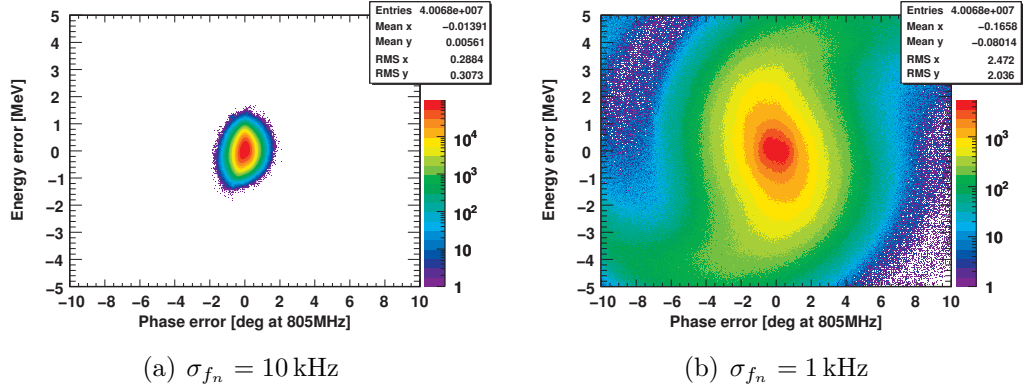 Entries 4.0068e+007
Mean x −0.01391
Mean y 0.00561
RMS x 0.2884
RMS y 0.3073
Energy error [MeV]
5
4
3
2
1
0
−1
−2
−3
−4
−5
−10 −8 −6 −4 −2 0 2 4 6 8 10
Phase error [deg at 805MHz]
10⁴
10³
10²
10
1
(a) σ_{f_n} = 10 kHz
Entries 4.0068e+007
Mean x −0.1658
Mean y −0.08014
RMS x 2.472
RMS y 2.036
Energy error [MeV]
5
4
3
2
1
0
−1
−2
−3
−4
−5
−10 −8 −6 −4 −2 0 2 4 6 8 10
Phase error [deg at 805MHz]
10³
10²
10
1
(b) σ_{f_n} = 1 kHz